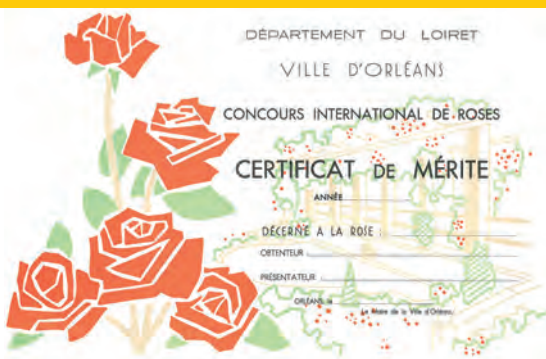 DÉPARTEMENT DU LOIRET
VILLE D'ORLÉANS
CONCOURS INTERNATIONAL DE ROSES
CERTIFICAT DE MÉRITE
ANNÉE
DÉCERNÉ A LA ROSE :
OBTENTEUR :
PRÉSENTATEUR :
ORLÉANS, le
Le Maire de la Ville d'Orléans,